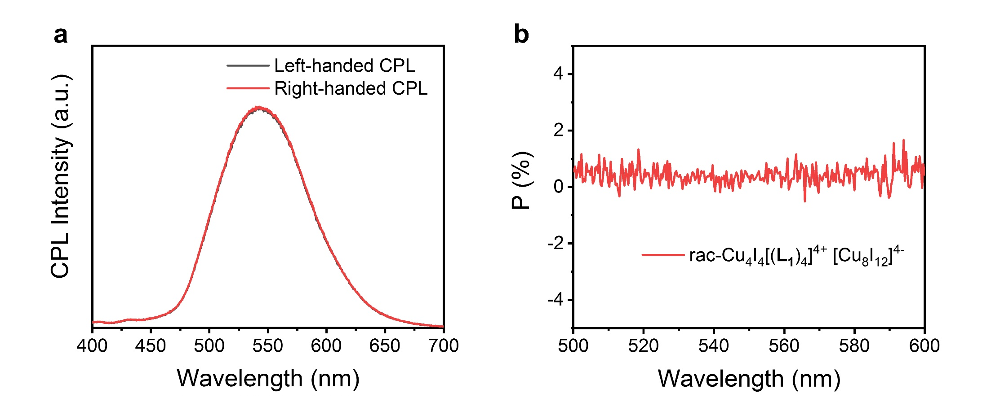 a
Left-handed CPL
Right-handed CPL
CPL Intensity (a.u.)
400 450 500 550 600 650 700
Wavelength (nm)
b
4
2
0
-2
-4
P (%)
rac-Cu₄I₄[(L₁)₄]⁴⁺ [Cu₈I₁₂]⁴⁻
500 520 540 560 580 600
Wavelength (nm)